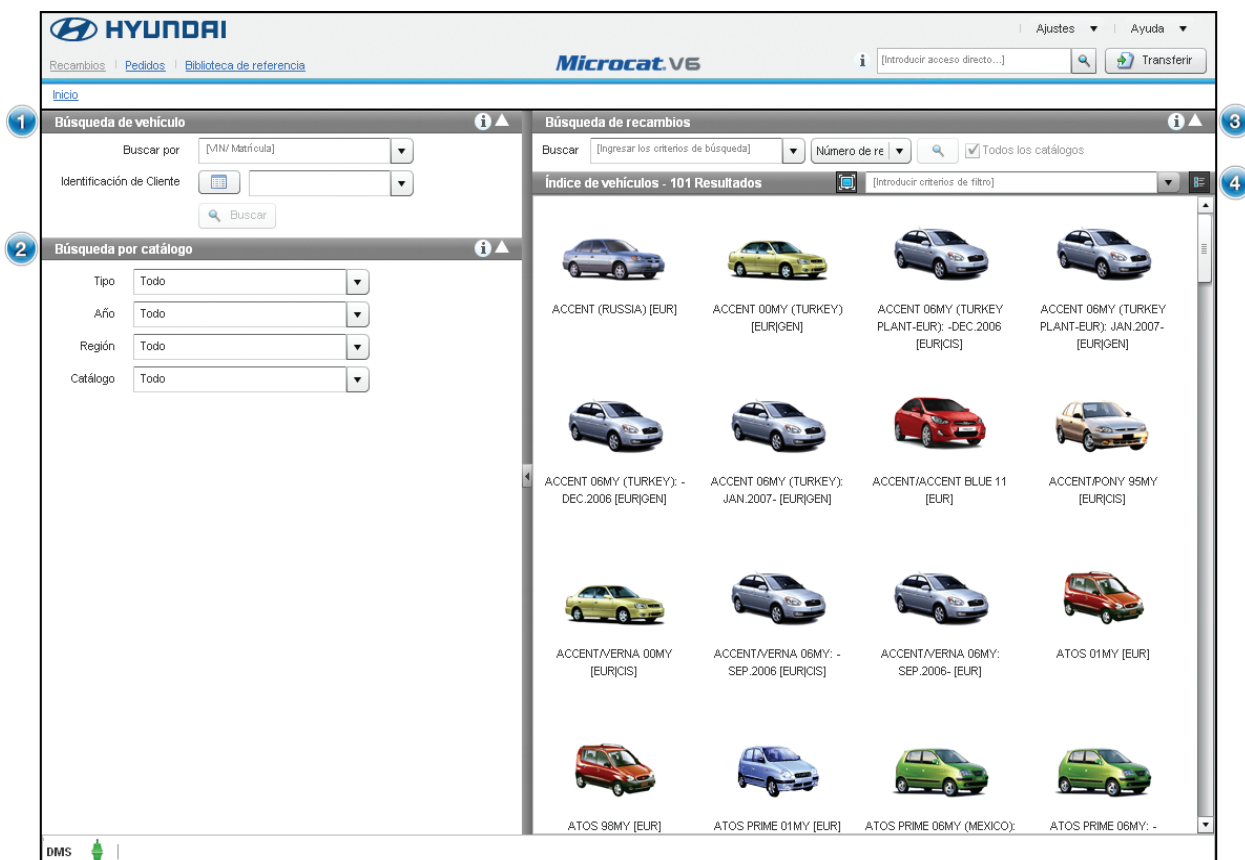 HYUNDAI
Ajustes
Ayuda
Recambios
Pedidos
Biblioteca de referencia
Microcat.V6
i
[Introducir acceso directo...]
Transferir
Inicio
1
Búsqueda de vehículo
i
Buscar por
[VIN/ Matrícula]
Identificación de Cliente
Buscar
2
Búsqueda por catálogo
i
Tipo
Todo
Año
Todo
Región
Todo
Catálogo
Todo
Búsqueda de recambios
i
3
Buscar
[Ingresar los criterios de búsqueda]
Número de re
Todos los catálogos
Índice de vehículos - 101 Resultados
[Introducir criterios de filtro]
4
ACCENT (RUSSIA) [EUR]
ACCENT 00MY (TURKEY)
[EUR|GEN]
ACCENT 06MY (TURKEY
PLANT-EUR): -DEC.2006
[EUR|CIS]
ACCENT 06MY (TURKEY
PLANT-EUR): JAN.2007-
[EUR|GEN]
ACCENT 06MY (TURKEY): -
DEC.2006 [EUR|GEN]
ACCENT 06MY (TURKEY):
JAN.2007- [EUR|GEN]
ACCENT/ACCENT BLUE 11
[EUR]
ACCENT/PONY 95MY
[EUR|CIS]
ACCENT/VERNA 00MY
[EUR|CIS]
ACCENT/VERNA 06MY: -
SEP.2006 [EUR|CIS]
ACCENT/VERNA 06MY:
SEP.2006- [EUR]
ATOS 01MY [EUR]
ATOS 98MY [EUR]
ATOS PRIME 01MY [EUR]
ATOS PRIME 06MY (MEXICO):
ATOS PRIME 06MY: -
DMS